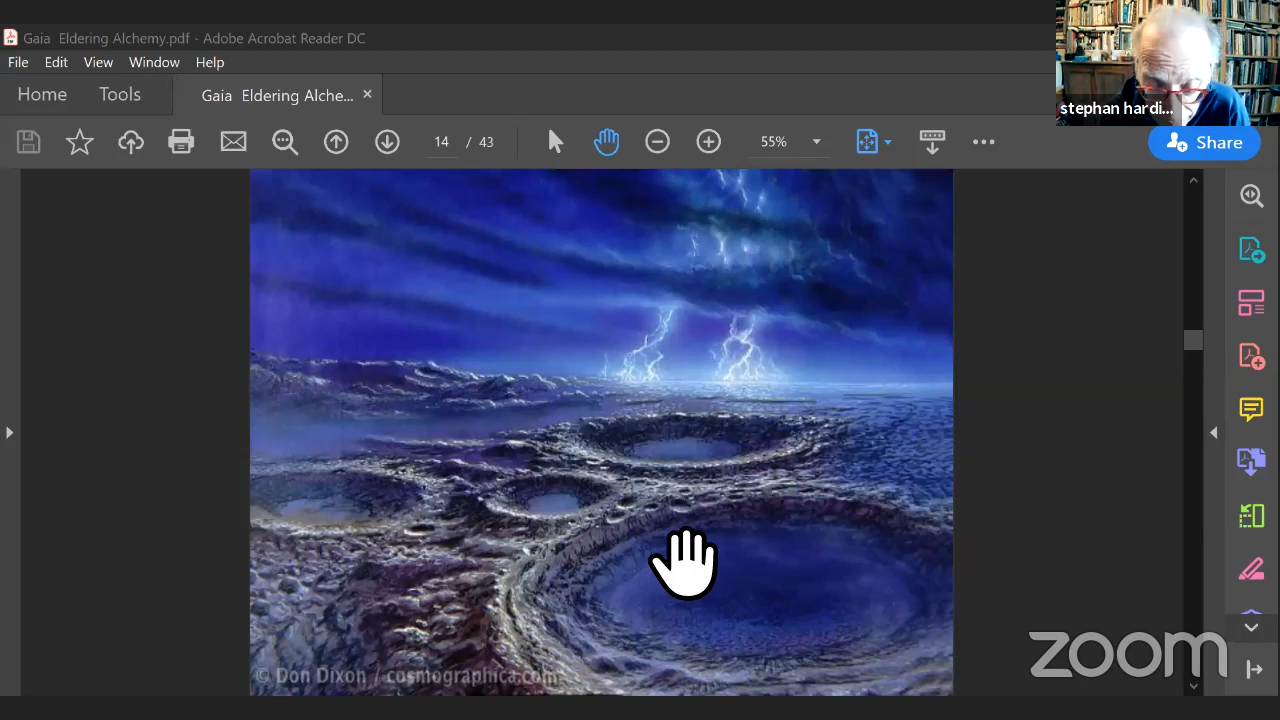 Gaia  Eldering Alchemy.pdf - Adobe Acrobat Reader DC
File Edit View Window Help
Home Tools Gaia  Eldering Alche... ×
14 / 43 55% Share
stephan hardi...
© Don Dixon / cosmographica.com
zoom